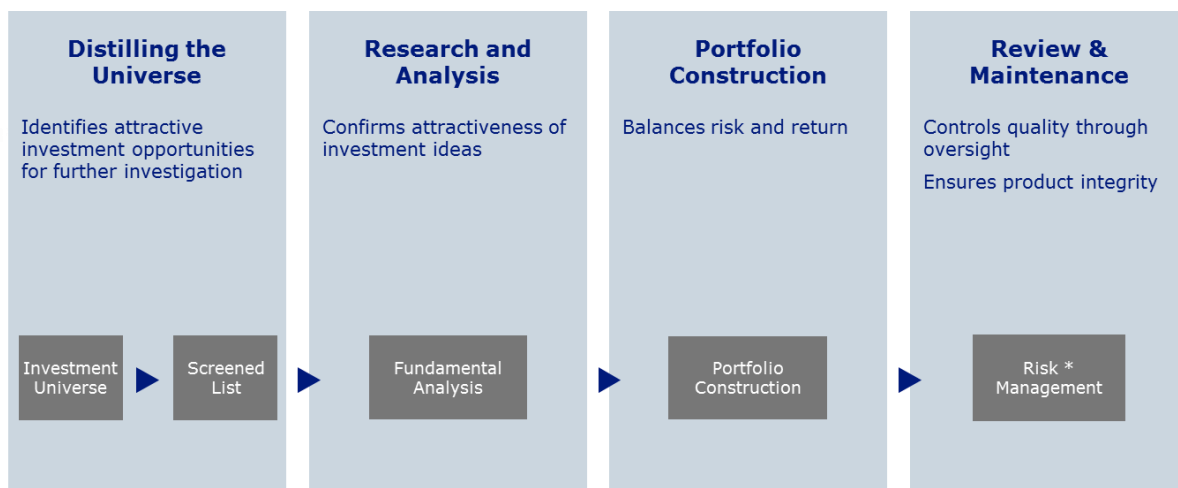 Distilling the
Universe
Identifies attractive
investment opportunities
for further investigation
Investment
Universe
Screened
List
Research and
Analysis
Confirms attractiveness of
investment ideas
Fundamental
Analysis
Portfolio
Construction
Balances risk and return
Portfolio
Construction
Review &
Maintenance
Controls quality through
oversight
Ensures product integrity
Risk *
Management